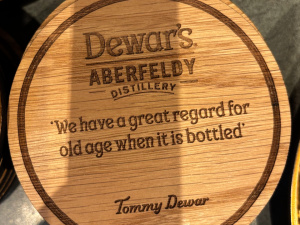 Dewar's
ABERFELDY
DISTILLERY
'We have a great regard for
old age when it is bottled'
Tommy Dewar